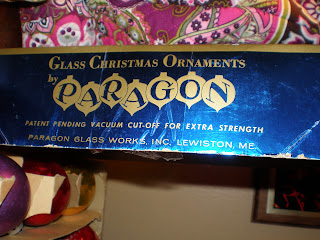 GLASS CHRISTMAS ORNAMENTS
by PARAGON
PATENT PENDING VACUUM CUT-OFF FOR EXTRA STRENGTH
PARAGON GLASS WORKS, INC. LEWISTON, ME.